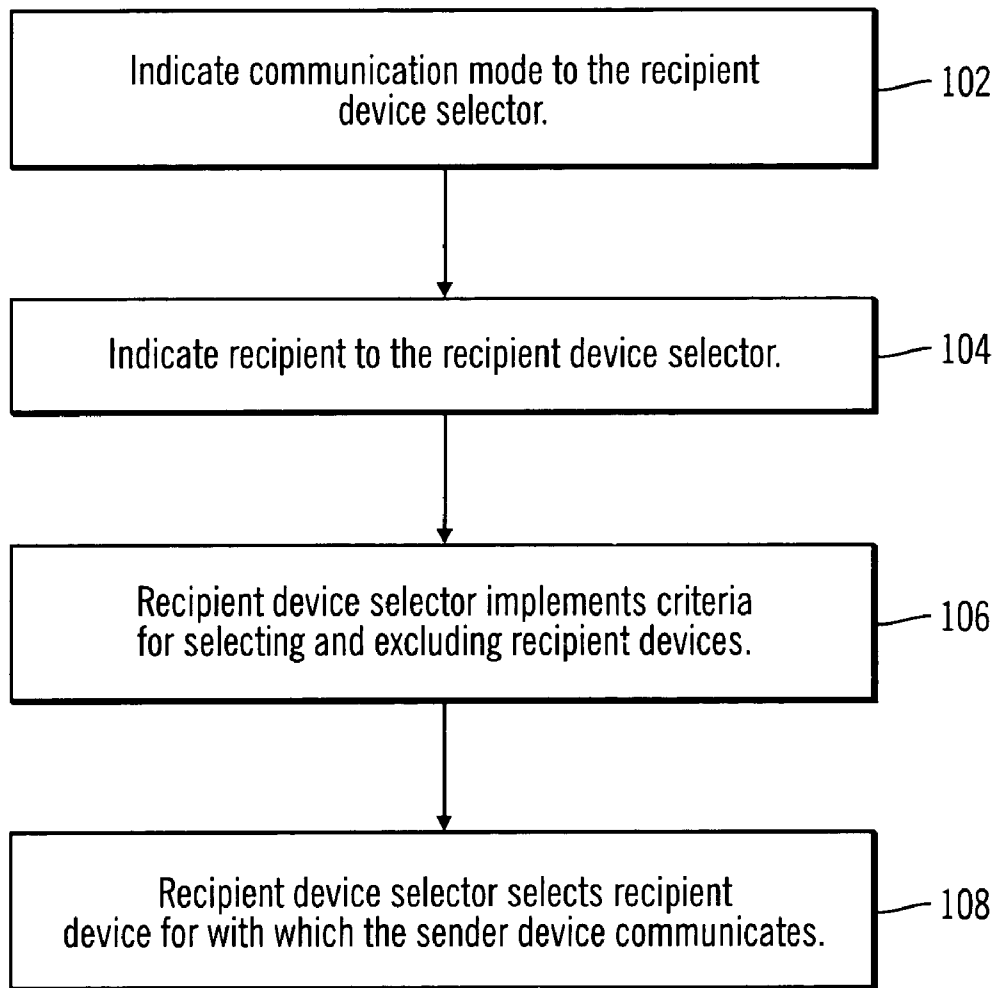 Indicate communication mode to the recipient
device selector.
102
Indicate recipient to the recipient device selector.
104
Recipient device selector implements criteria
for selecting and excluding recipient devices.
106
Recipient device selector selects recipient
device for with which the sender device communicates.
108